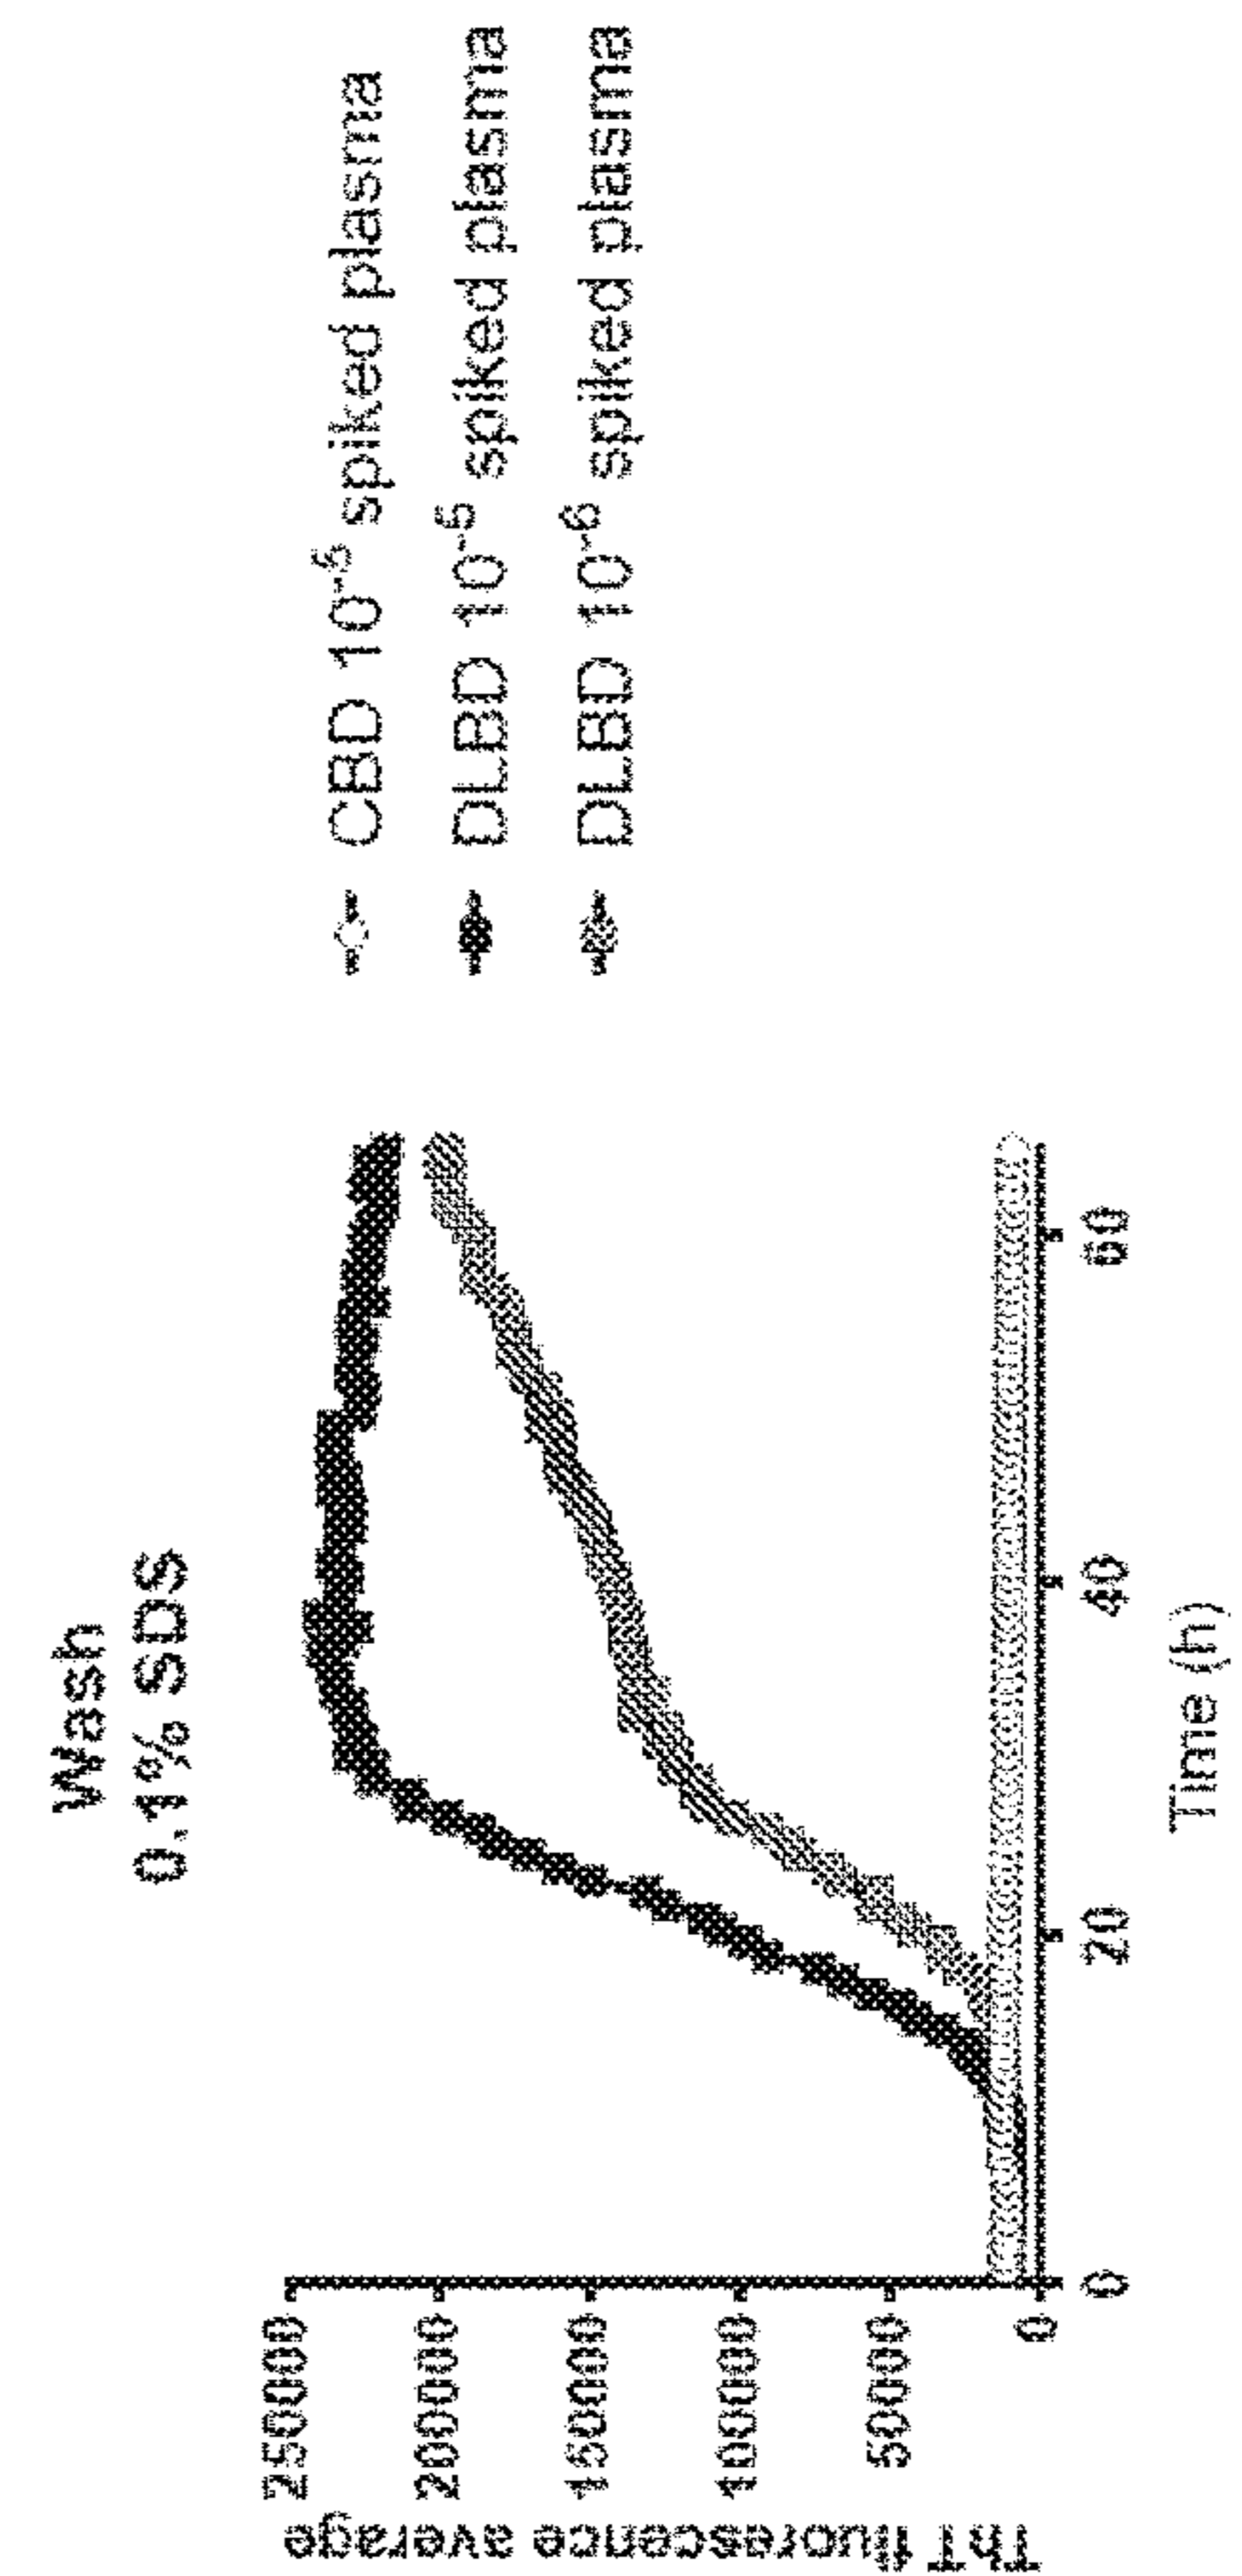 Wash
0.1% SDS
ThT fluorescence average
250000
200000
150000
100000
50000
0
0
20
40
60
Time (h)
CBD 10⁻⁵ spiked plasma
DLBD 10⁻⁵ spiked plasma
DLBD 10⁻⁶ spiked plasma